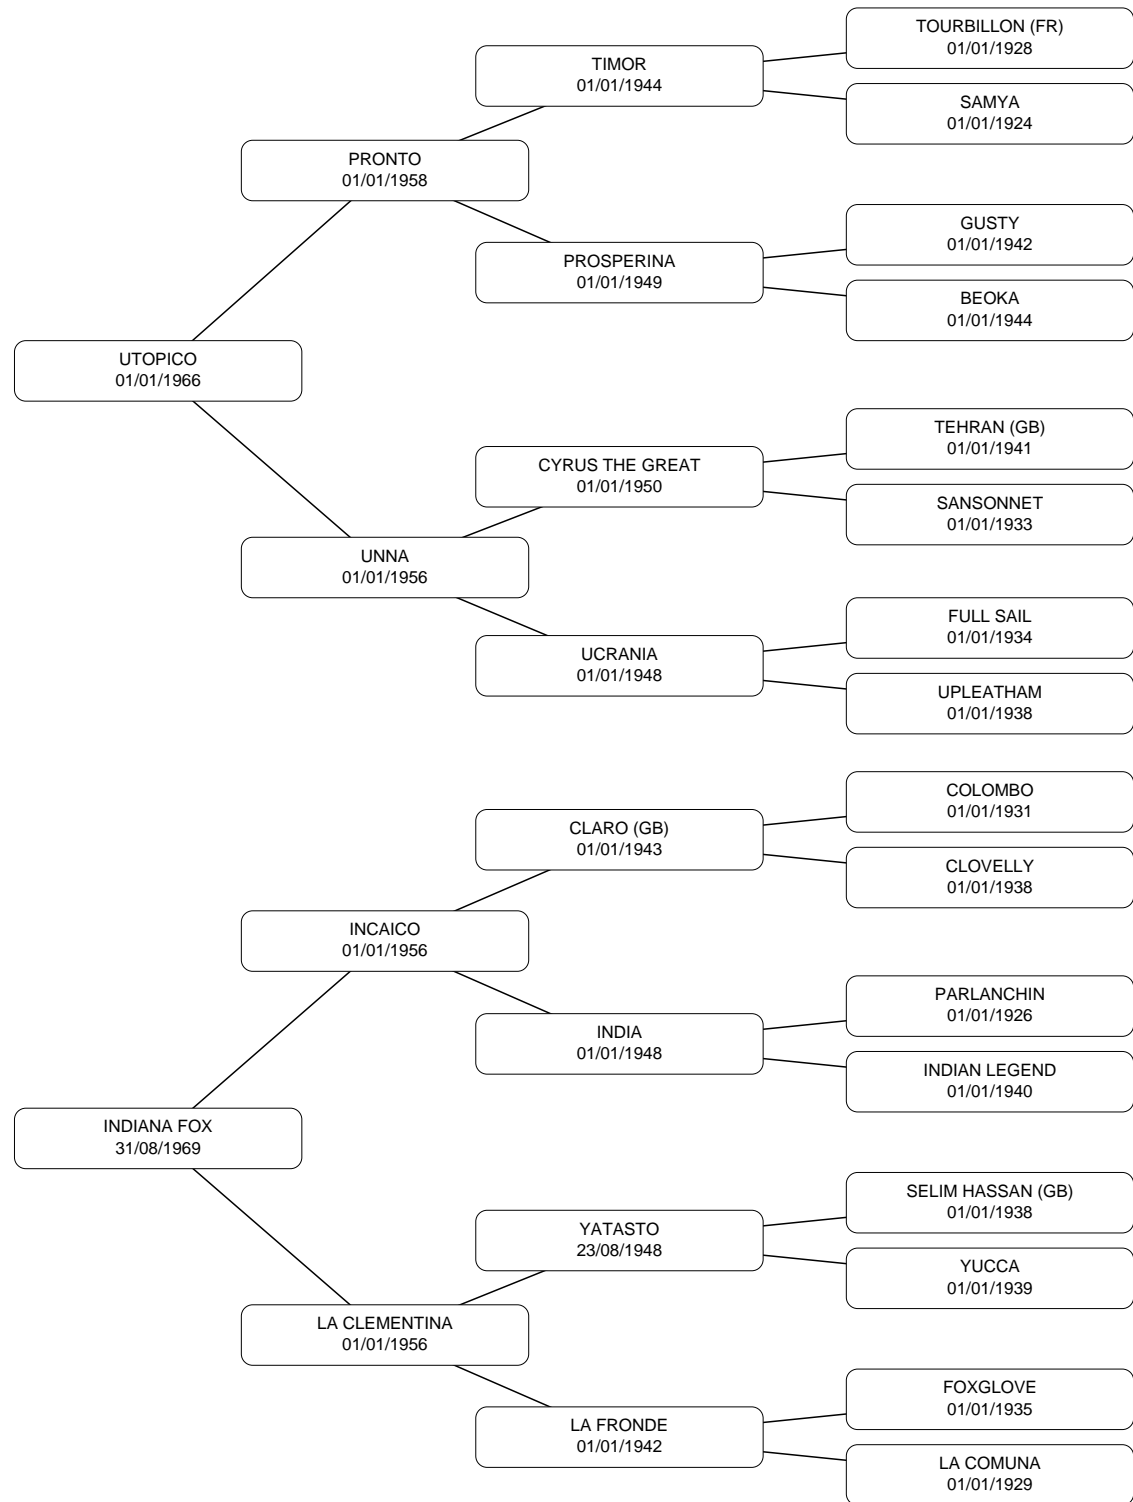 TOURBILLON (FR)
01/01/1928
TIMOR
01/01/1944
SAMYA
01/01/1924
PRONTO
01/01/1958
GUSTY
01/01/1942
PROSPERINA
01/01/1949
BEOKA
01/01/1944
UTOPICO
01/01/1966
TEHRAN (GB)
01/01/1941
CYRUS THE GREAT
01/01/1950
SANSONNET
01/01/1933
UNNA
01/01/1956
FULL SAIL
01/01/1934
UCRANIA
01/01/1948
UPLEATHAM
01/01/1938
COLOMBO
01/01/1931
CLARO (GB)
01/01/1943
CLOVELLY
01/01/1938
INCAICO
01/01/1956
PARLANCHIN
01/01/1926
INDIA
01/01/1948
INDIAN LEGEND
01/01/1940
INDIANA FOX
31/08/1969
SELIM HASSAN (GB)
01/01/1938
YATASTO
23/08/1948
YUCCA
01/01/1939
LA CLEMENTINA
01/01/1956
FOXGLOVE
01/01/1935
LA FRONDE
01/01/1942
LA COMUNA
01/01/1929